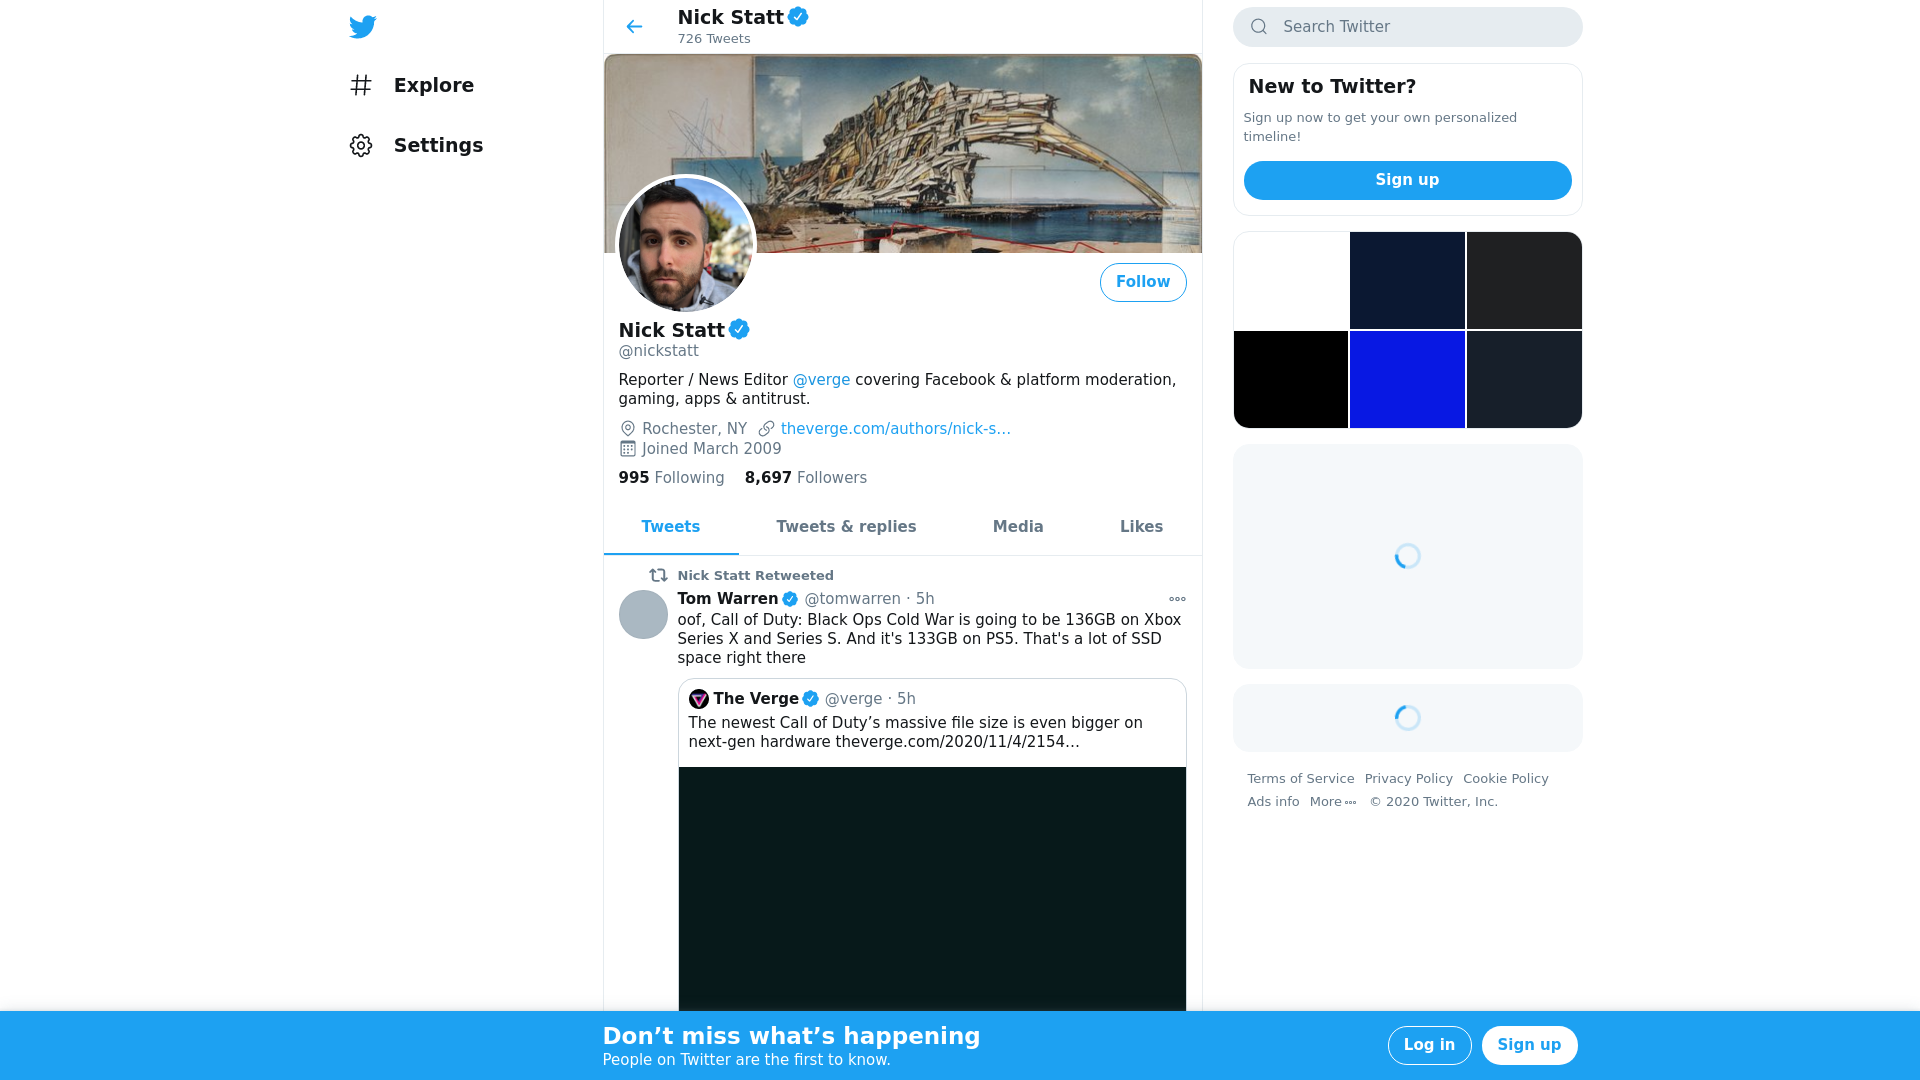 Explore
Settings
Nick Statt
726 Tweets
Follow
Nick Statt
@nickstatt
Reporter / News Editor @verge covering Facebook & platform moderation,
gaming, apps & antitrust.
Rochester, NY theverge.com/authors/nick-s…
Joined March 2009
995 Following 8,697 Followers
Tweets Tweets & replies Media Likes
Nick Statt Retweeted
Tom Warren @tomwarren · 5h
oof, Call of Duty: Black Ops Cold War is going to be 136GB on Xbox
Series X and Series S. And it's 133GB on PS5. That's a lot of SSD
space right there
The Verge @verge · 5h
The newest Call of Duty’s massive file size is even bigger on
next-gen hardware theverge.com/2020/11/4/2154…
Search Twitter
New to Twitter?
Sign up now to get your own personalized
timeline!
Sign up
Terms of Service Privacy Policy Cookie Policy
Ads info More © 2020 Twitter, Inc.
Don’t miss what’s happening
People on Twitter are the first to know.
Log in Sign up